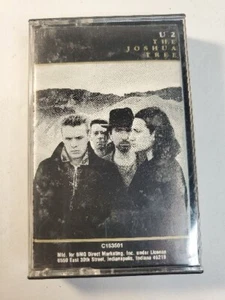 U2
THE
JOSHUA
TREE
C153501
Mfd. for BMG Direct Marketing, Inc. under License
6550 East 30th Street, Indianapolis, Indiana 46219